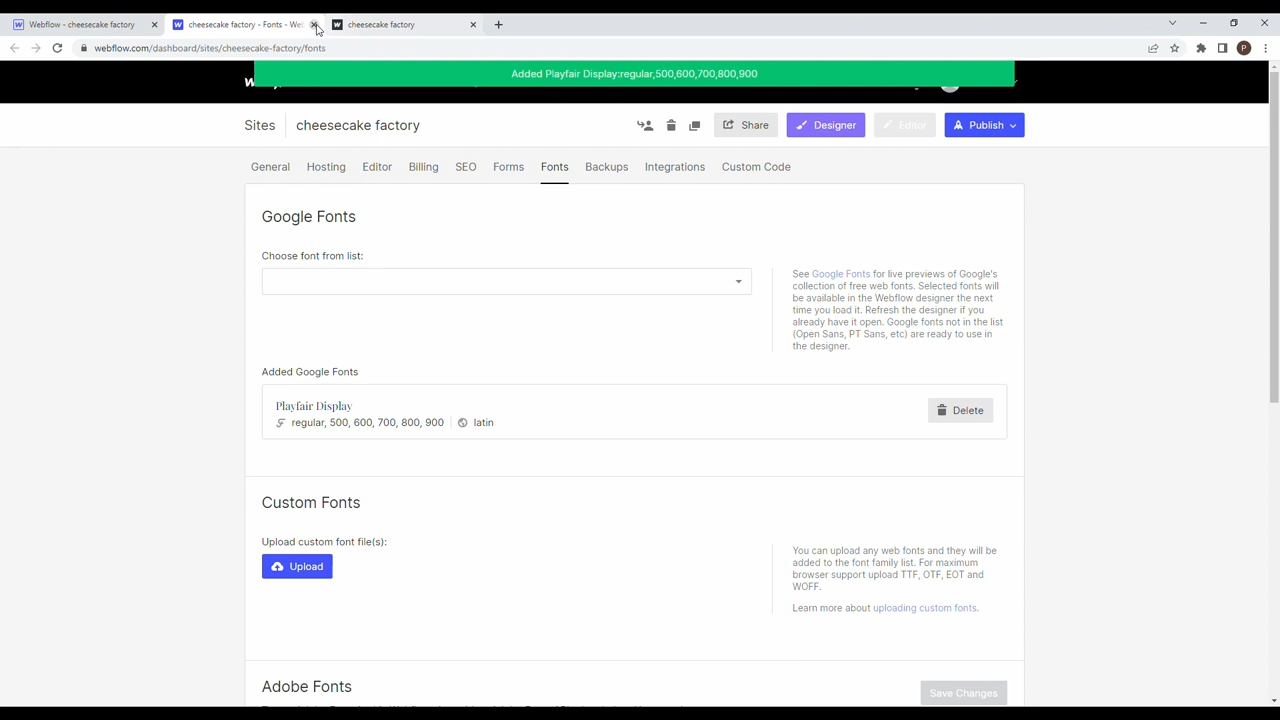 Webflow - cheesecake factory
cheesecake factory - Fonts - We
cheesecake factory
webflow.com/dashboard/sites/cheesecake-factory/fonts
P
Added Playfair Display:regular,500,600,700,800,900
Sites cheesecake factory
Share Designer Editor Publish
General Hosting Editor Billing SEO Forms Fonts Backups Integrations Custom Code
Google Fonts
Choose font from list:
See Google Fonts for live previews of Google's
collection of free web fonts. Selected fonts will
be available in the Webflow designer the next
time you load it. Refresh the designer if you
already have it open. Google fonts not in the list
(Open Sans, PT Sans, etc) are ready to use in
the designer.
Added Google Fonts
Playfair Display
regular, 500, 600, 700, 800, 900 latin
Delete
Custom Fonts
Upload custom font file(s):
Upload
You can upload any web fonts and they will be
added to the font family list. For maximum
browser support upload TTF, OTF, EOT and
WOFF.
Learn more about uploading custom fonts.
Adobe Fonts
Save Changes